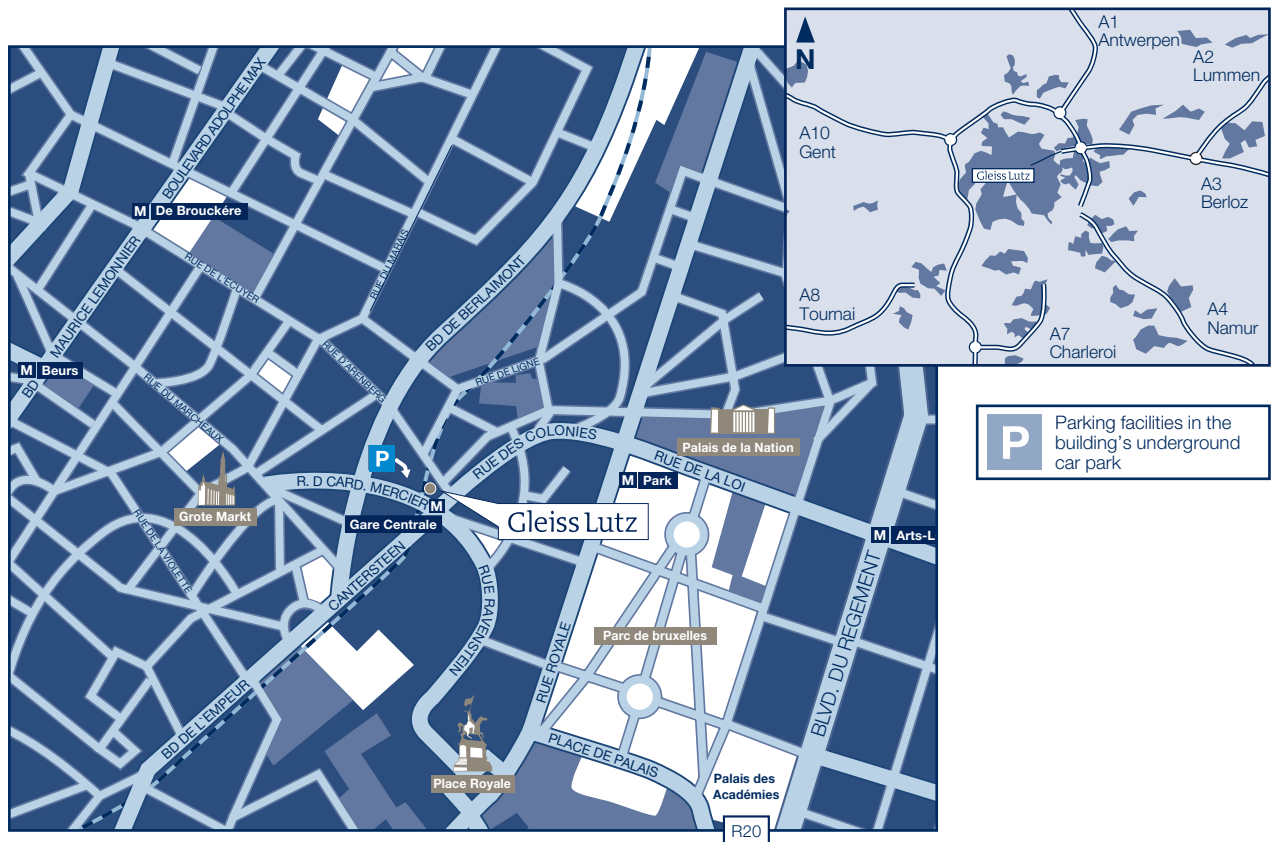 A1
Antwerpen
A2
Lummen
N
A10
Gent
Gleiss Lutz
A3
Berloz
A8
Tournai
A4
Namur
A7
Charleroi
P
Parking facilities in the
building's underground
car park
BOULEVARD ADOLPHE MAX
M De Brouckére
BD MAURICE LEMONNIER
RUE DE L'ECUYER
RUE DU MARAIS
BD DE BERLAIMONT
M Beurs
RUE D'ARENBERG
RUE DE LIGNE
RUE DU MARCHEAUX
RUE DES COLONIES
Palais de la Nation
P
RUE DE LA LOI
M Park
R. D CARD. MERCIER
M
Gare Centrale
Gleiss Lutz
Grote Markt
RUE DE LA VIOLETTE
M Arts-L
CANTERSTEEN
RUE RAVENSTEIN
Parc de bruxelles
RUE ROYALE
BLVD. DU REGEMENT
BD DE L'EMPEUR
PLACE DE PALAIS
Place Royale
Palais des
Académies
R20